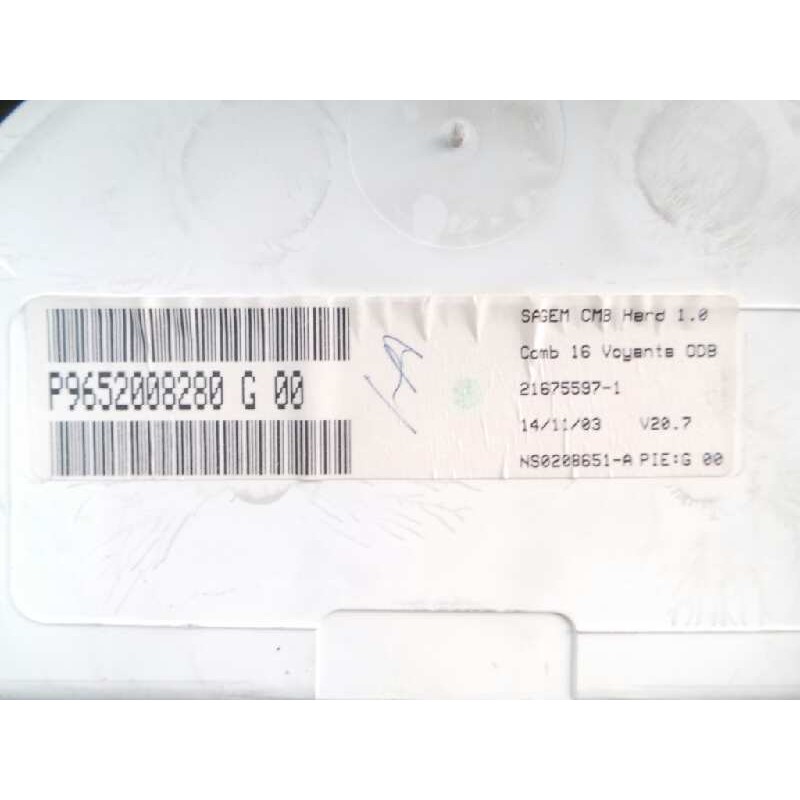 P9652008280 G 00
SAGEM CMB Hard 1.0
Comb 16 Voyants ODB
21675597-1
14/11/03 V20.7
NS0208651-A PIE:G 00